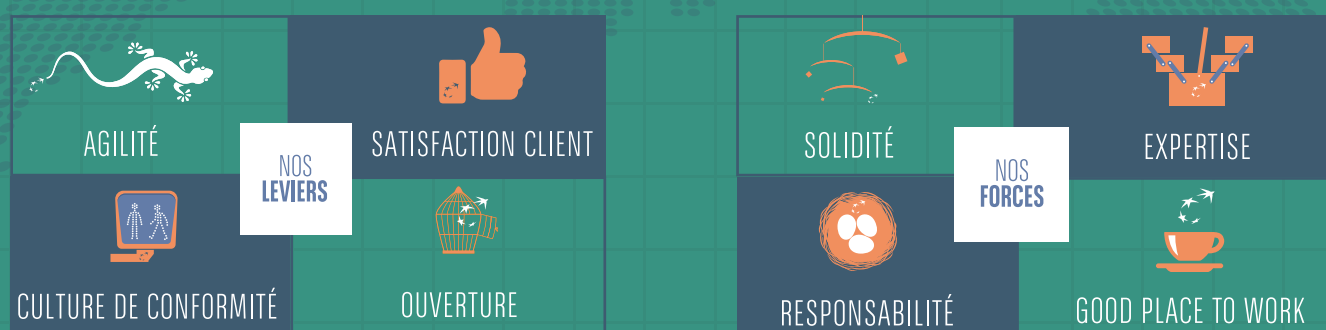 AGILITÉ
SATISFACTION CLIENT
NOS
LEVIERS
CULTURE DE CONFORMITÉ
OUVERTURE
SOLIDITÉ
EXPERTISE
NOS
FORCES
RESPONSABILITÉ
GOOD PLACE TO WORK